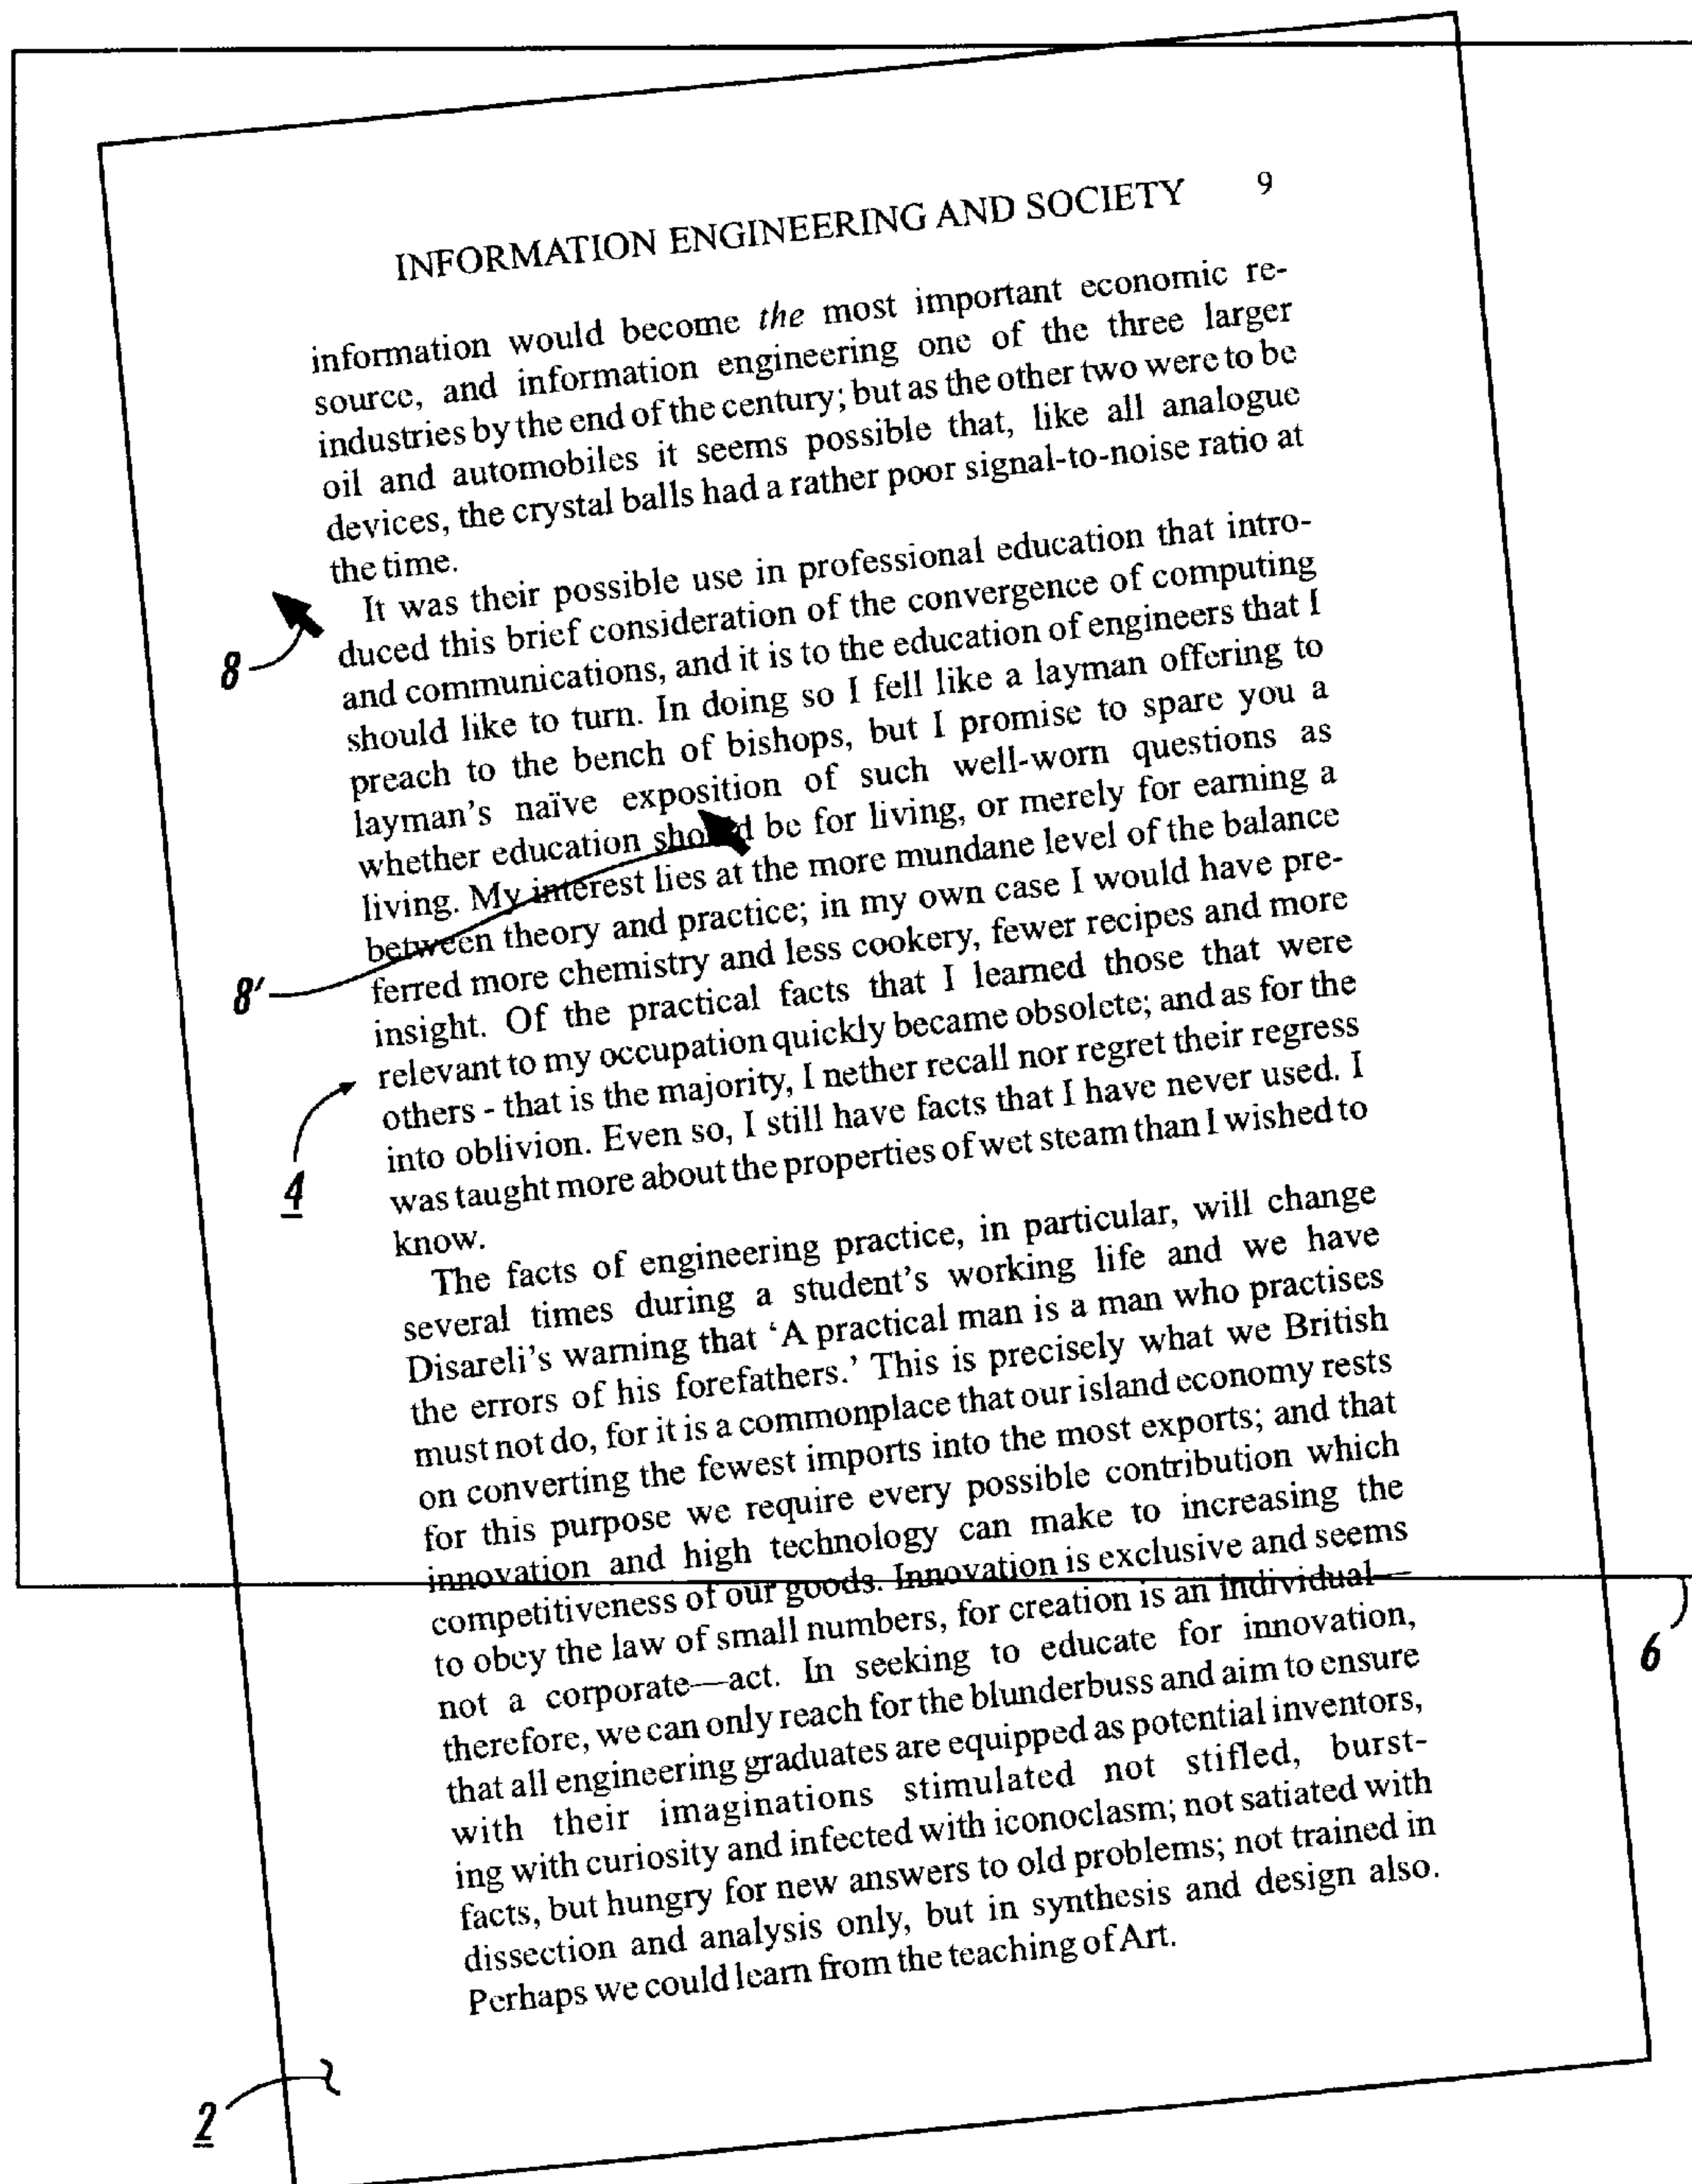 INFORMATION ENGINEERING AND SOCIETY 9
information would become the most important economic re-
source, and information engineering one of the three larger
industries by the end of the century; but as the other two were to be
oil and automobiles it seems possible that, like all analogue
devices, the crystal balls had a rather poor signal-to-noise ratio at
the time.
It was their possible use in professional education that intro-
duced this brief consideration of the convergence of computing
and communications, and it is to the education of engineers that I
should like to turn. In doing so I fell like a layman offering to
preach to the bench of bishops, but I promise to spare you a
layman's naïve exposition of such well-worn questions as
whether education should be for living, or merely for earning a
living. My interest lies at the more mundane level of the balance
between theory and practice; in my own case I would have pre-
ferred more chemistry and less cookery, fewer recipes and more
insight. Of the practical facts that I learned those that were
relevant to my occupation quickly became obsolete; and as for the
others - that is the majority, I nether recall nor regret their regress
into oblivion. Even so, I still have facts that I have never used. I
was taught more about the properties of wet steam than I wished to
know.
The facts of engineering practice, in particular, will change
several times during a student's working life and we have
Disareli's warning that ‘A practical man is a man who practises
the errors of his forefathers.’ This is precisely what we British
must not do, for it is a commonplace that our island economy rests
on converting the fewest imports into the most exports; and that
for this purpose we require every possible contribution which
innovation and high technology can make to increasing the
competitiveness of our goods. Innovation is exclusive and seems
to obey the law of small numbers, for creation is an individual—
not a corporate—act. In seeking to educate for innovation,
therefore, we can only reach for the blunderbuss and aim to ensure
that all engineering graduates are equipped as potential inventors,
with their imaginations stimulated not stifled, burst-
ing with curiosity and infected with iconoclasm; not satiated with
facts, but hungry for new answers to old problems; not trained in
dissection and analysis only, but in synthesis and design also.
Perhaps we could learn from the teaching of Art.
8
8'
4
6
2